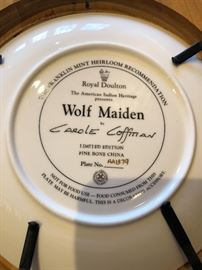 FRANKLIN MINT HEIRLOOM RECOMMENDATION
Royal Doulton
The American Indian Heritage
presents
Wolf Maiden
by
Carole Coffman
LIMITED EDITION
FINE BONE CHINA
Plate No.
NOT FOR USE - FOOD CONSUMED FROM THIS
PLATE MAY BE HARMFUL. THIS IS A DECORATIVE ACCESSORY.